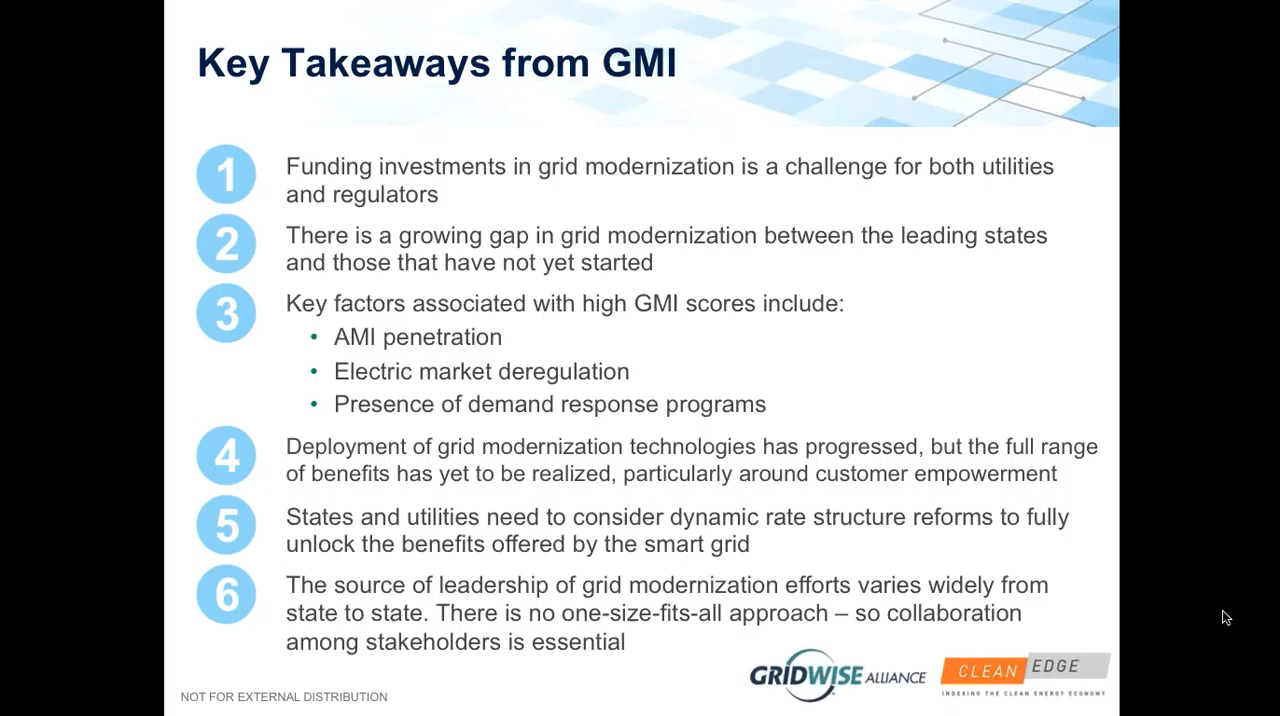 Key Takeaways from GMI
1
Funding investments in grid modernization is a challenge for both utilities
and regulators
2
There is a growing gap in grid modernization between the leading states
and those that have not yet started
3
Key factors associated with high GMI scores include:
• AMI penetration
• Electric market deregulation
• Presence of demand response programs
4
Deployment of grid modernization technologies has progressed, but the full range
of benefits has yet to be realized, particularly around customer empowerment
5
States and utilities need to consider dynamic rate structure reforms to fully
unlock the benefits offered by the smart grid
6
The source of leadership of grid modernization efforts varies widely from
state to state. There is no one-size-fits-all approach – so collaboration
among stakeholders is essential
GRIDWISE ALLIANCE
CLEAN EDGE
INDEXING THE CLEAN ENERGY ECONOMY
NOT FOR EXTERNAL DISTRIBUTION